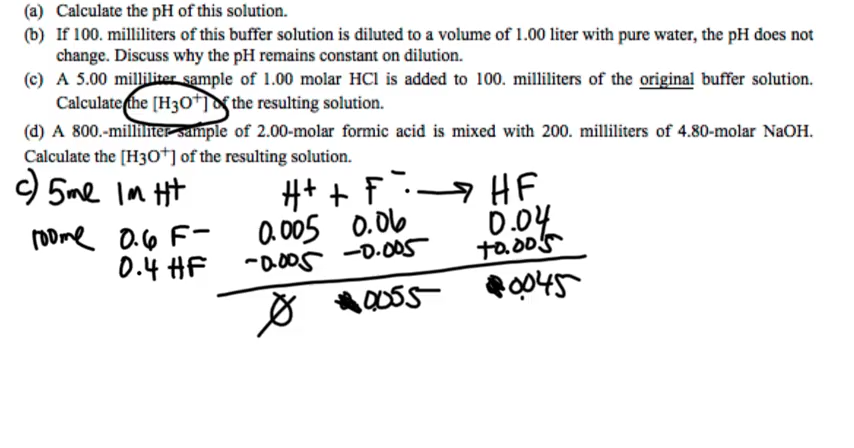 (a) Calculate the pH of this solution.
(b) If 100. milliliters of this buffer solution is diluted to a volume of 1.00 liter with pure water, the pH does not
change. Discuss why the pH remains constant on dilution.
(c) A 5.00 milliliter sample of 1.00 molar HCl is added to 100. milliliters of the original buffer solution.
Calculate the [H₃O⁺] of the resulting solution.
(d) A 800.-milliliter sample of 2.00-molar formic acid is mixed with 200. milliliters of 4.80-molar NaOH.
Calculate the [H3O⁺] of the resulting solution.
c) 5ml 1m H+ H+ + F⁻ → HF
100ml 0.6 F- 0.005 0.06 0.04
0.4 HF -0.005 -0.005 +0.005
Ø 0.055 0.045